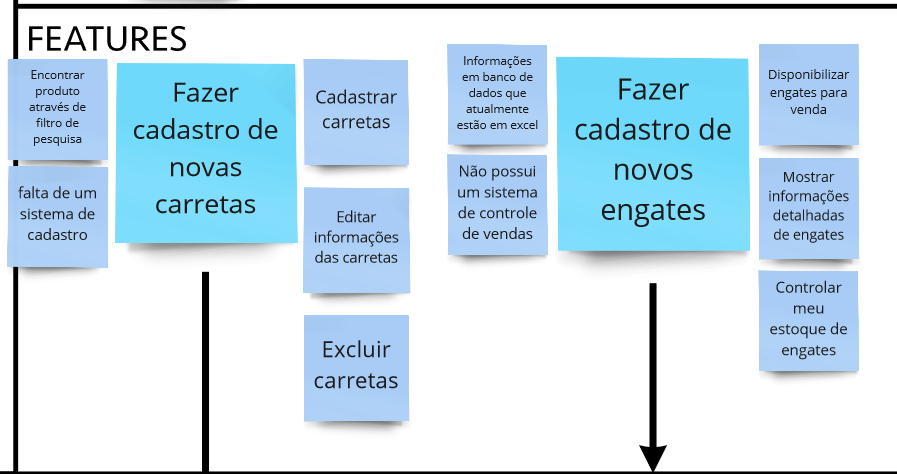 FEATURES
Encontrar
produto
através de
filtro de
pesquisa
falta de um
sistema de
cadastro
Fazer
cadastro de
novas
carretas
Cadastrar
carretas
Editar
informações
das carretas
Excluir
carretas
Informações
em banco de
dados que
atualmente
estão em excel
Não possui
um sistema
de controle
de vendas
Fazer
cadastro de
novos
engates
Disponibilizar
engates para
venda
Mostrar
informações
detalhadas
de engates
Controlar
meu
estoque de
engates